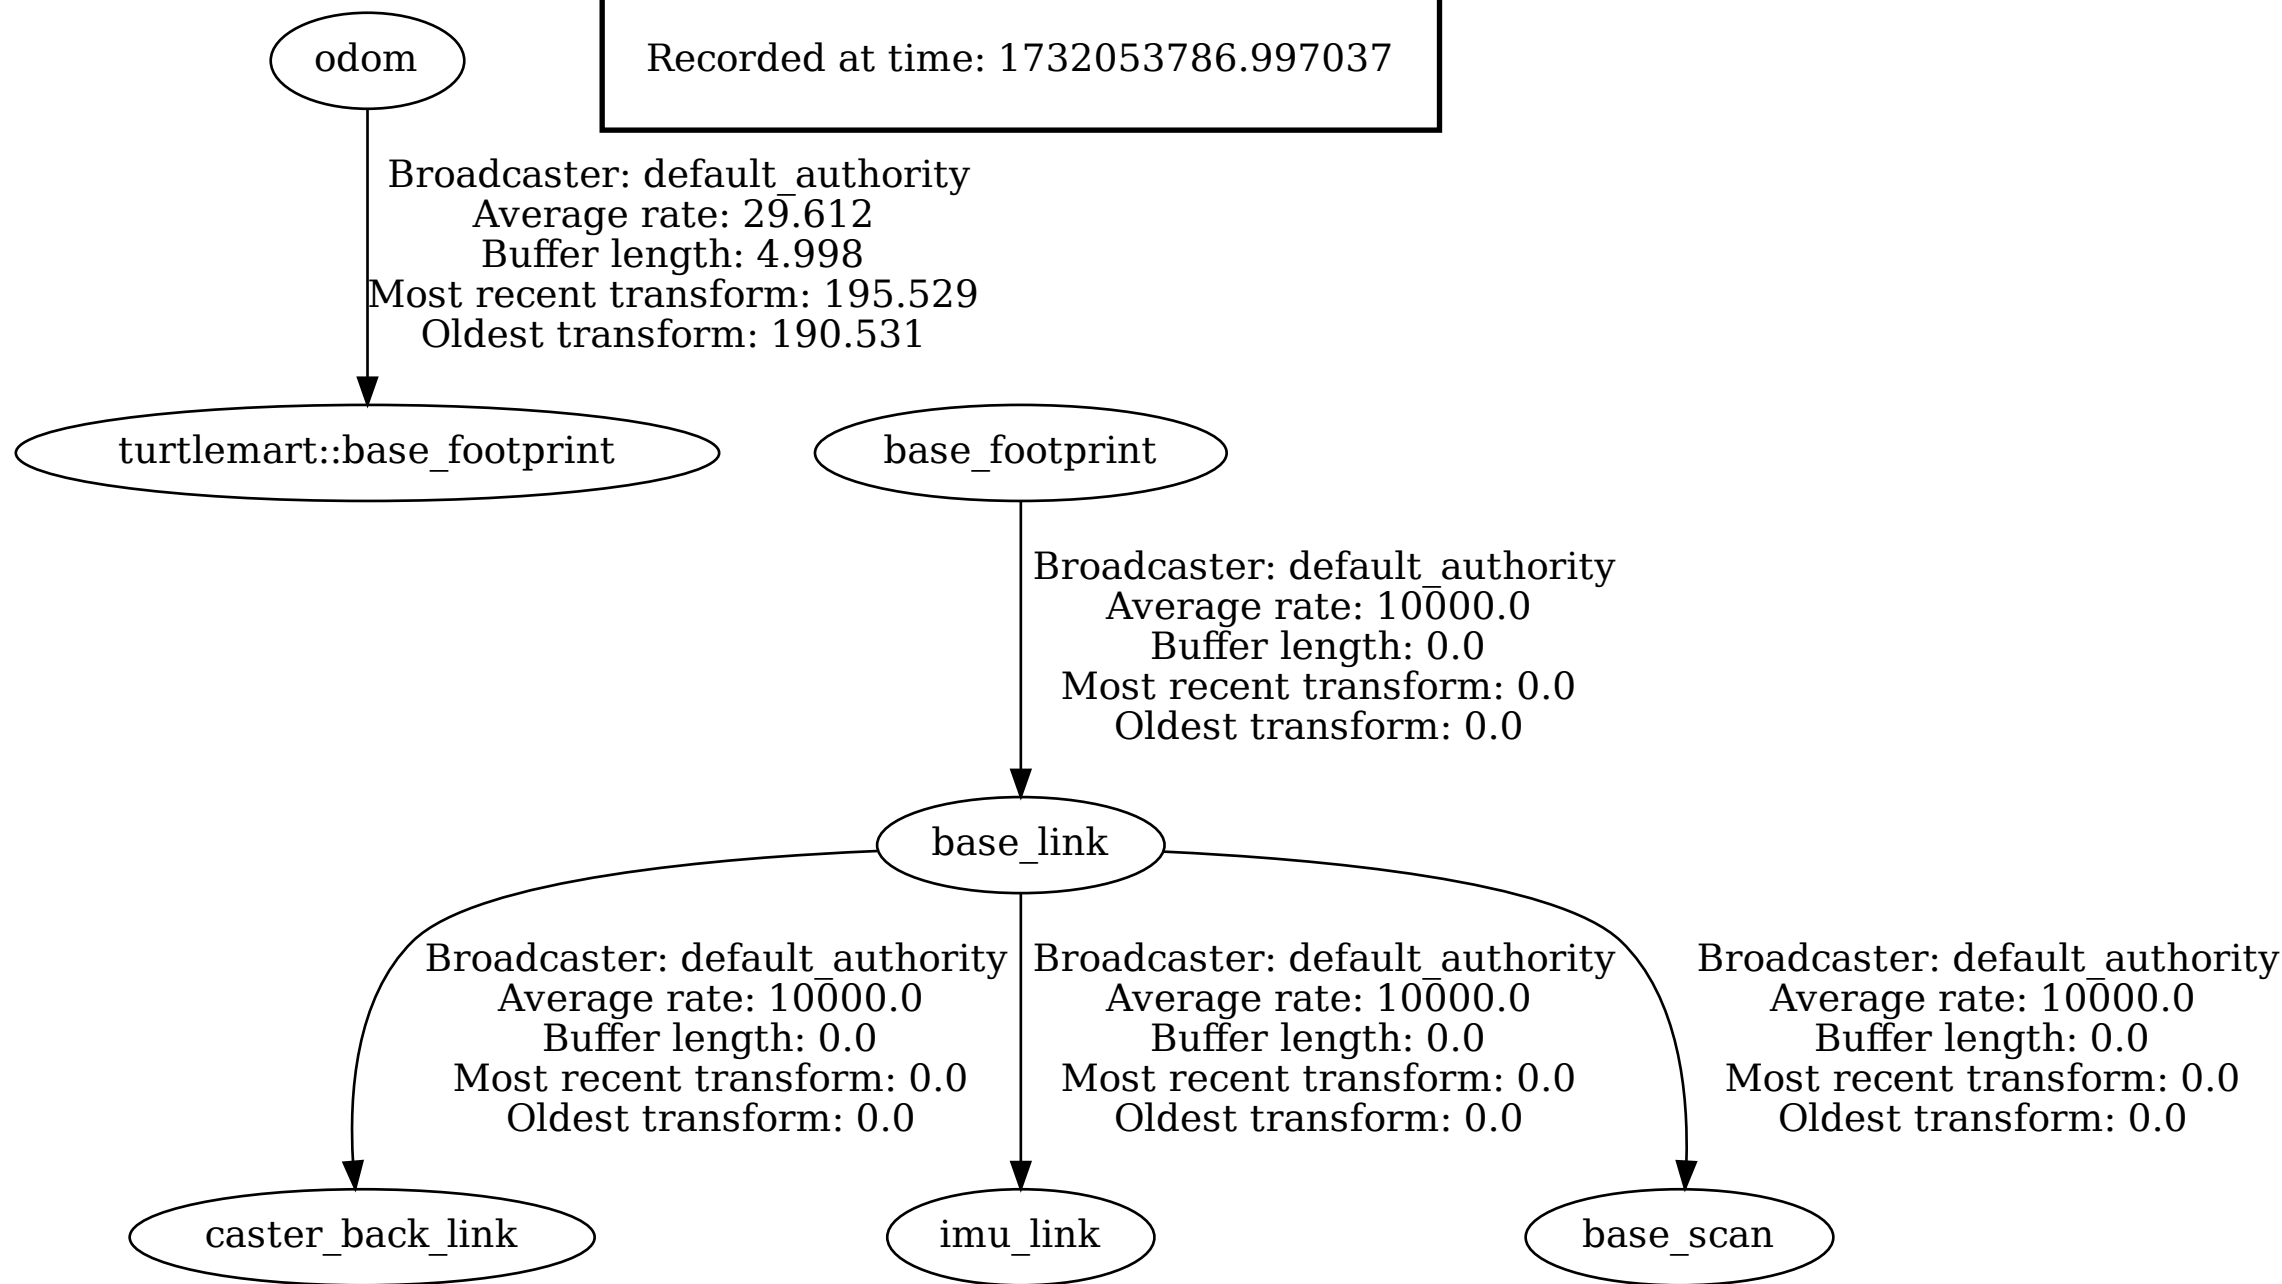 odom
Recorded at time: 1732053786.997037
Broadcaster: default_authority
Average rate: 29.612
Buffer length: 4.998
Most recent transform: 195.529
Oldest transform: 190.531
turtlemart::base_footprint
base_footprint
Broadcaster: default_authority
Average rate: 10000.0
Buffer length: 0.0
Most recent transform: 0.0
Oldest transform: 0.0
base_link
Broadcaster: default_authority
Average rate: 10000.0
Buffer length: 0.0
Most recent transform: 0.0
Oldest transform: 0.0
Broadcaster: default_authority
Average rate: 10000.0
Buffer length: 0.0
Most recent transform: 0.0
Oldest transform: 0.0
Broadcaster: default_authority
Average rate: 10000.0
Buffer length: 0.0
Most recent transform: 0.0
Oldest transform: 0.0
caster_back_link
imu_link
base_scan